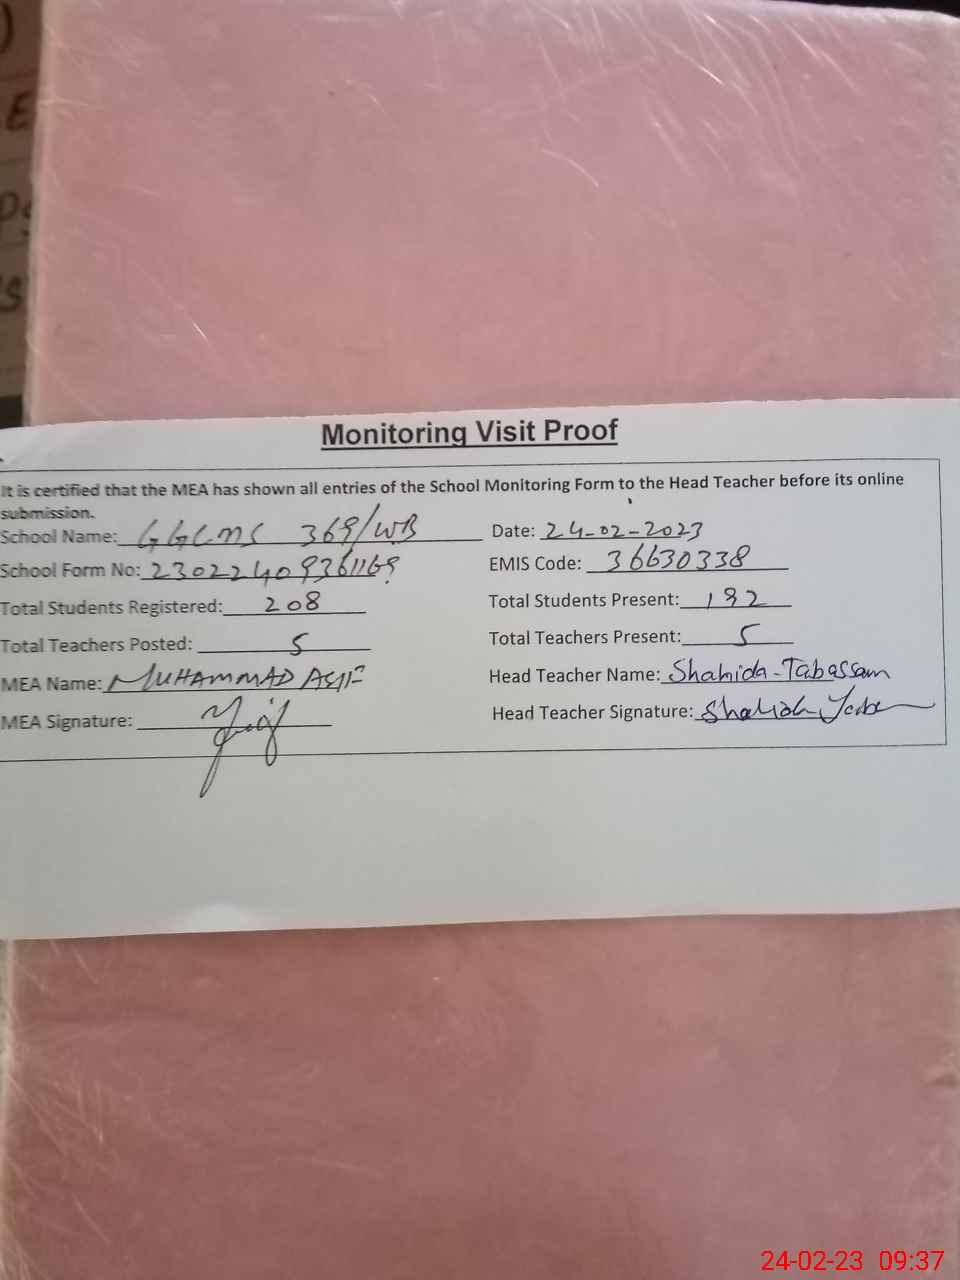 E
Monitoring Visit Proof
It is certified that the MEA has shown all entries of the School Monitoring Form to the Head Teacher before its online
submission.
School Name: GGCMS 369/WB Date: 24-02-2023
School Form No: EMIS Code: 36630338
Total Students Registered: 208 Total Students Present: 192
Total Teachers Posted: 5 Total Teachers Present: 5
MEA Name: MUHAMMAD ASIF Head Teacher Name: Shahida-Tabassam
MEA Signature: Head Teacher Signature:
24-02-23 09:37